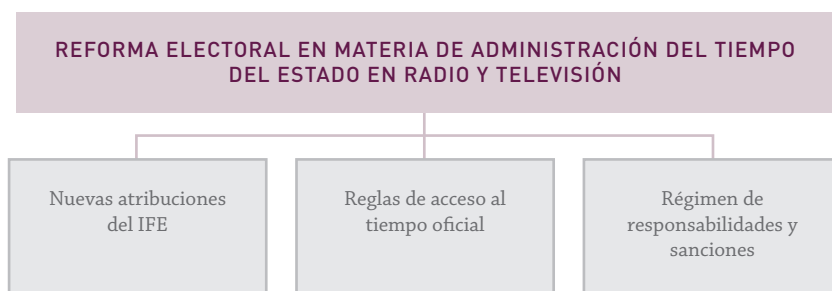 REFORMA ELECTORAL EN MATERIA DE ADMINISTRACIÓN DEL TIEMPO
DEL ESTADO EN RADIO Y TELEVISIÓN
Nuevas atribuciones
del IFE
Reglas de acceso al
tiempo oficial
Régimen de
responsabilidades y
sanciones